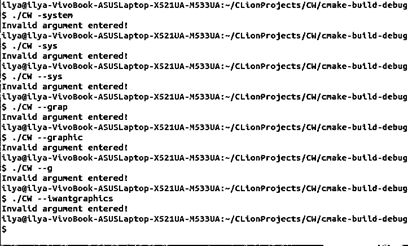 ilya@ilya-VivoBook-ASUSLaptop-X521UA-M533UA:~/CLionProjects/CW/cmake-build-debug
$ ./CW -system
Invalid argument entered!
ilya@ilya-VivoBook-ASUSLaptop-X521UA-M533UA:~/CLionProjects/CW/cmake-build-debug
$ ./CW -sys
Invalid argument entered!
ilya@ilya-VivoBook-ASUSLaptop-X521UA-M533UA:~/CLionProjects/CW/cmake-build-debug
$ ./CW --sys
Invalid argument entered!
ilya@ilya-VivoBook-ASUSLaptop-X521UA-M533UA:~/CLionProjects/CW/cmake-build-debug
$ ./CW --grap
Invalid argument entered!
ilya@ilya-VivoBook-ASUSLaptop-X521UA-M533UA:~/CLionProjects/CW/cmake-build-debug
$ ./CW --graphic
Invalid argument entered!
ilya@ilya-VivoBook-ASUSLaptop-X521UA-M533UA:~/CLionProjects/CW/cmake-build-debug
$ ./CW --g
Invalid argument entered!
ilya@ilya-VivoBook-ASUSLaptop-X521UA-M533UA:~/CLionProjects/CW/cmake-build-debug
$ ./CW --iwantgraphics
Invalid argument entered!
ilya@ilya-VivoBook-ASUSLaptop-X521UA-M533UA:~/CLionProjects/CW/cmake-build-debug
$